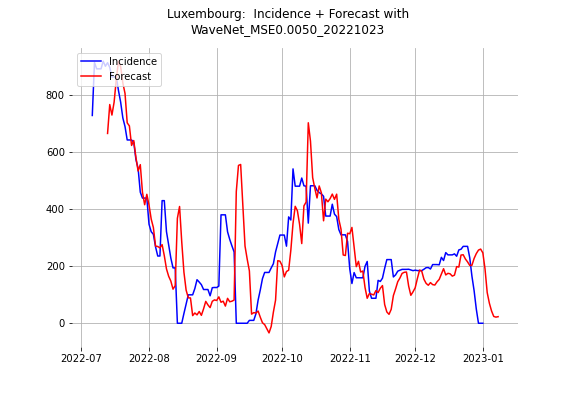 Luxembourg:  Incidence + Forecast with
WaveNet_MSE0.0050_20221023
Incidence
Forecast
800
600
400
200
0
2022-07 2022-08 2022-09 2022-10 2022-11 2022-12 2023-01